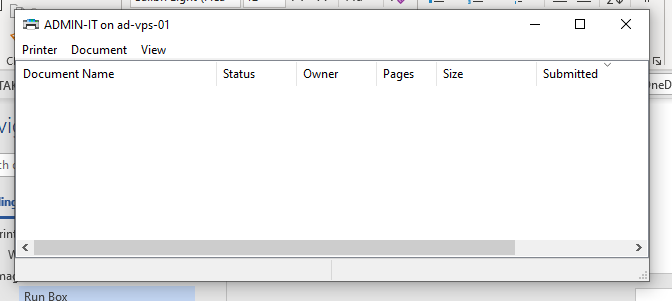 ADMIN-IT on ad-vps-01
Printer Document View
Document Name Status Owner Pages Size Submitted
Run Box